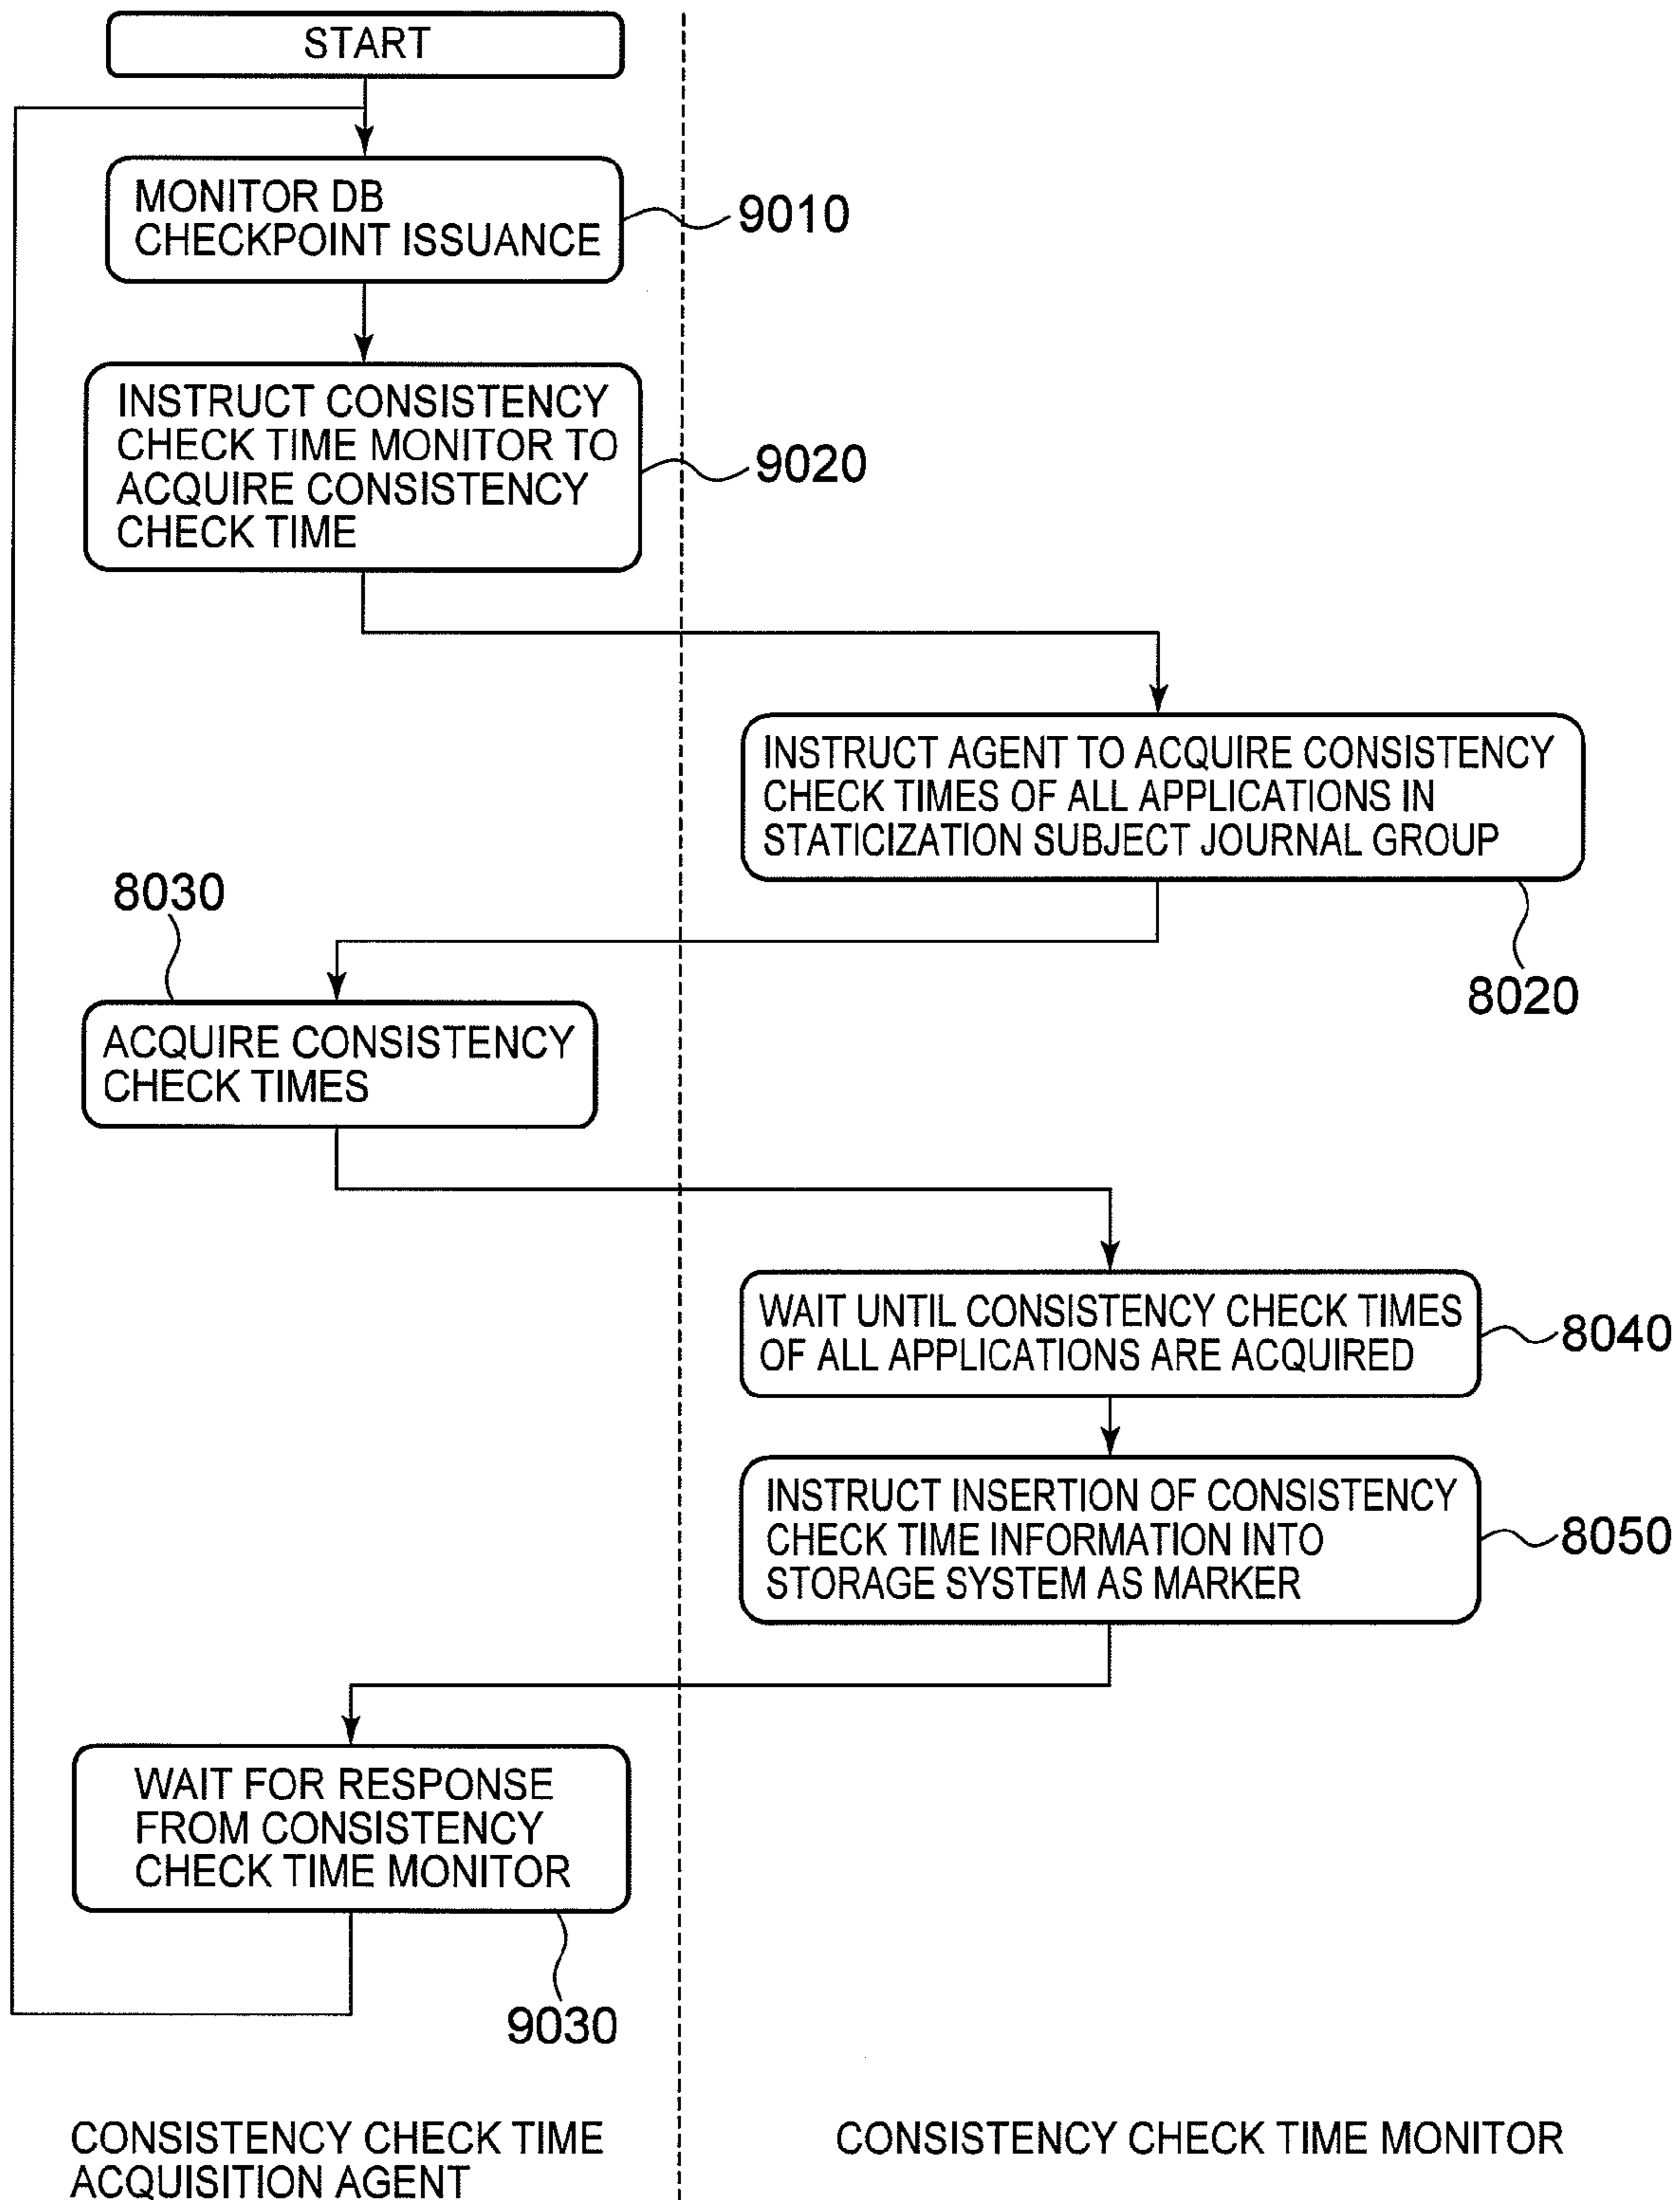 START
MONITOR DB
CHECKPOINT ISSUANCE
9010
INSTRUCT CONSISTENCY
CHECK TIME MONITOR TO
ACQUIRE CONSISTENCY
CHECK TIME
9020
INSTRUCT AGENT TO ACQUIRE CONSISTENCY
CHECK TIMES OF ALL APPLICATIONS IN
STATICIZATION SUBJECT JOURNAL GROUP
8020
8030
ACQUIRE CONSISTENCY
CHECK TIMES
WAIT UNTIL CONSISTENCY CHECK TIMES
OF ALL APPLICATIONS ARE ACQUIRED
8040
INSTRUCT INSERTION OF CONSISTENCY
CHECK TIME INFORMATION INTO
STORAGE SYSTEM AS MARKER
8050
WAIT FOR RESPONSE
FROM CONSISTENCY
CHECK TIME MONITOR
9030
CONSISTENCY CHECK TIME
ACQUISITION AGENT
CONSISTENCY CHECK TIME MONITOR